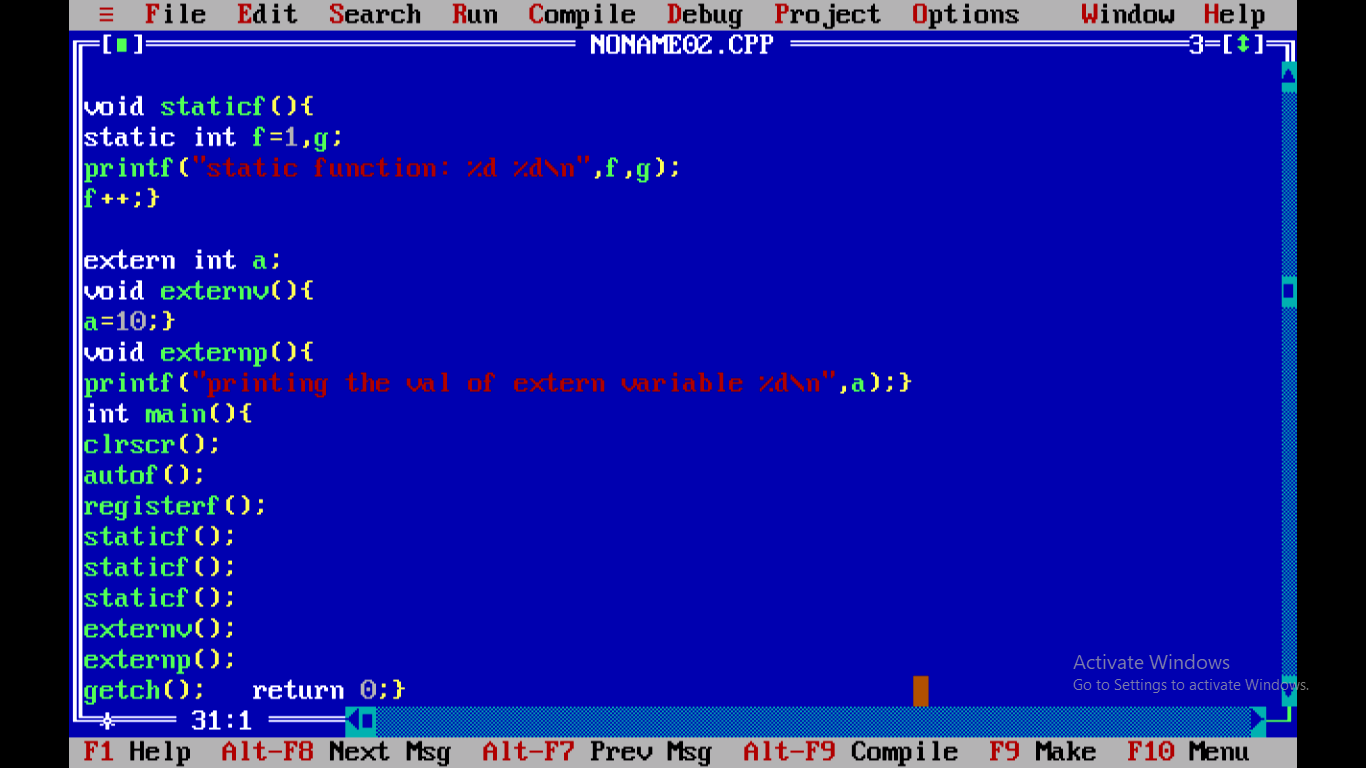 ≡ File Edit Search Run Compile Debug Project Options Window Help
[■] NONAME02.CPP 3=[↕]
void staticf(){
static int f=1,g;
printf("static function: %d %d\n",f,g);
f++;}
extern int a;
void externv(){
a=10;}
void externp(){
printf("printing the val of extern variable %d\n",a);}
int main(){
clrscr();
autof();
registerf();
staticf();
staticf();
staticf();
externv();
externp();
getch(); return 0;}
Activate Windows
Go to Settings to activate Windows.
31:1
F1 Help Alt-F8 Next Msg Alt-F7 Prev Msg Alt-F9 Compile F9 Make F10 Menu